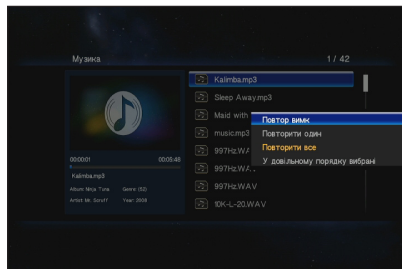 Музика
1 / 42
Kalimba.mp3
Sleep Away.mp3
Maid with
music.mp3
997Hz.WA
997Hz.WA
997Hz.WAV
10K-L-20.WAV
Повтор вимк
Повторити один
Повторити все
У довільному порядку вибрані
00:00:01
00:05:48
Kalimba.mp3
Album: Ninja Tuna
Genre: (52)
Artist: Mr. Scruff
Year: 2008